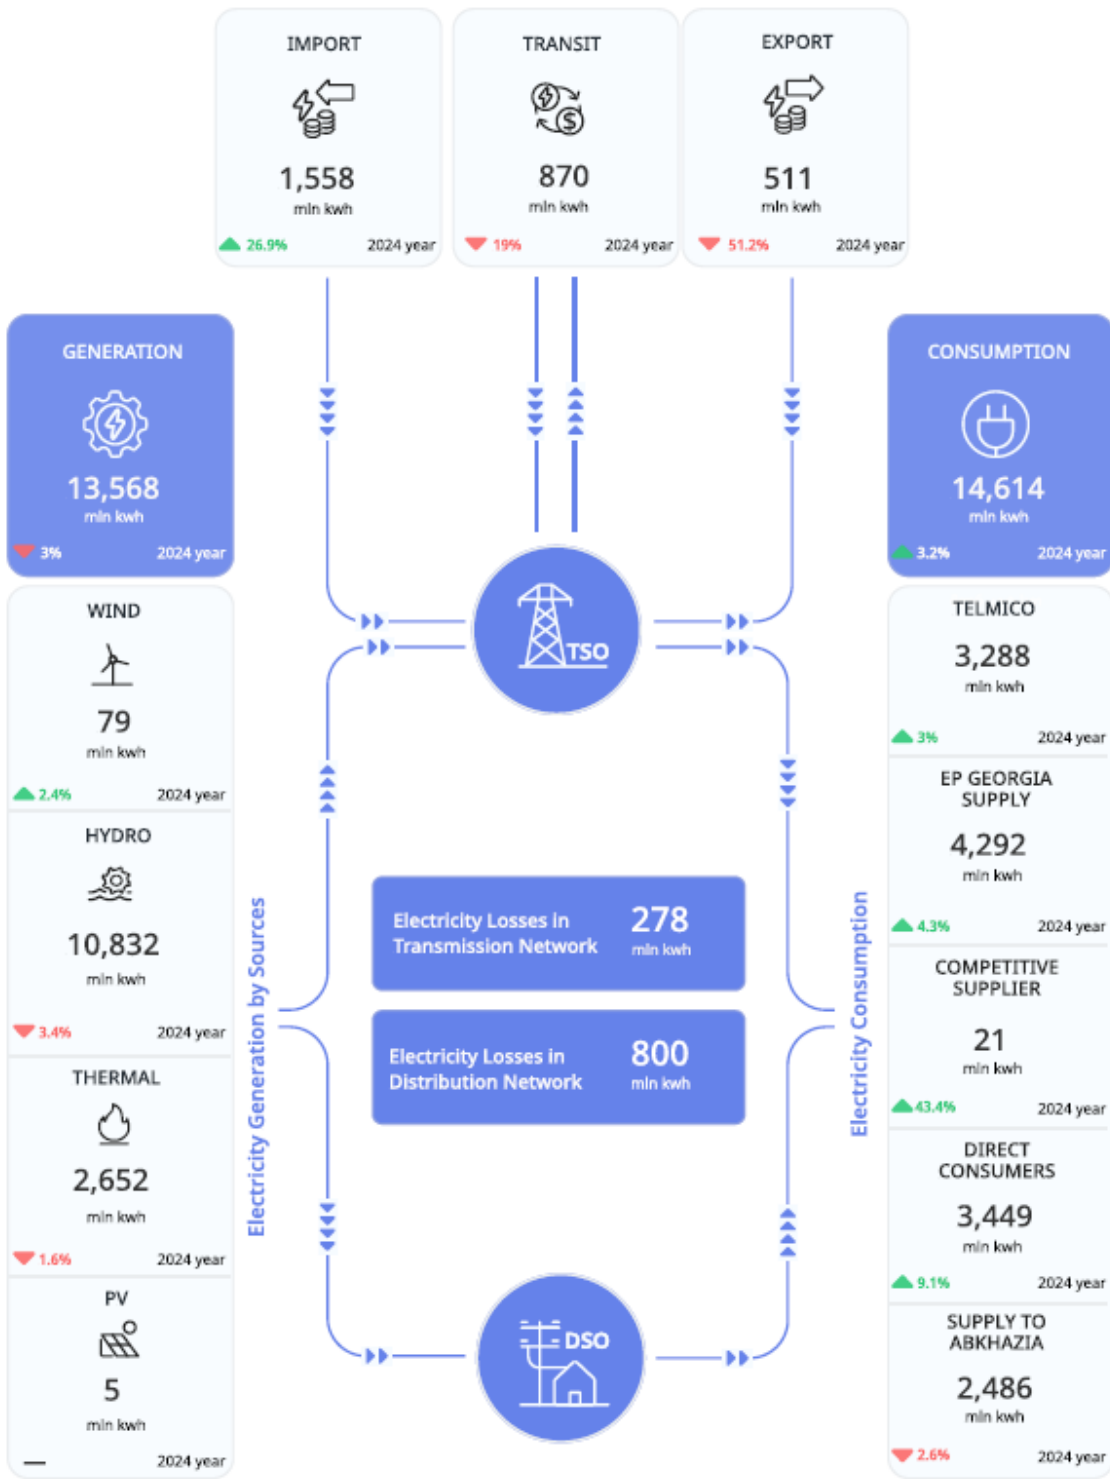 IMPORT
1,558
mln kwh
26.9%
2024 year
TRANSIT
870
mln kwh
19%
2024 year
EXPORT
511
mln kwh
51.2%
2024 year
GENERATION
13,568
mln kwh
3%
2024 year
WIND
79
mln kwh
2.4%
2024 year
HYDRO
10,832
mln kwh
3.4%
2024 year
THERMAL
2,652
mln kwh
1.6%
2024 year
PV
5
mln kwh
—
2024 year
Electricity Generation by Sources
TSO
Electricity Losses in
Transmission Network
278
mln kwh
Electricity Losses in
Distribution Network
800
mln kwh
DSO
Electricity Consumption
CONSUMPTION
14,614
mln kwh
3.2%
2024 year
TELMICO
3,288
mln kwh
3%
2024 year
EP GEORGIA
SUPPLY
4,292
mln kwh
4.3%
2024 year
COMPETITIVE
SUPPLIER
21
mln kwh
43.4%
2024 year
DIRECT
CONSUMERS
3,449
mln kwh
9.1%
2024 year
SUPPLY TO
ABKHAZIA
2,486
mln kwh
2.6%
2024 year